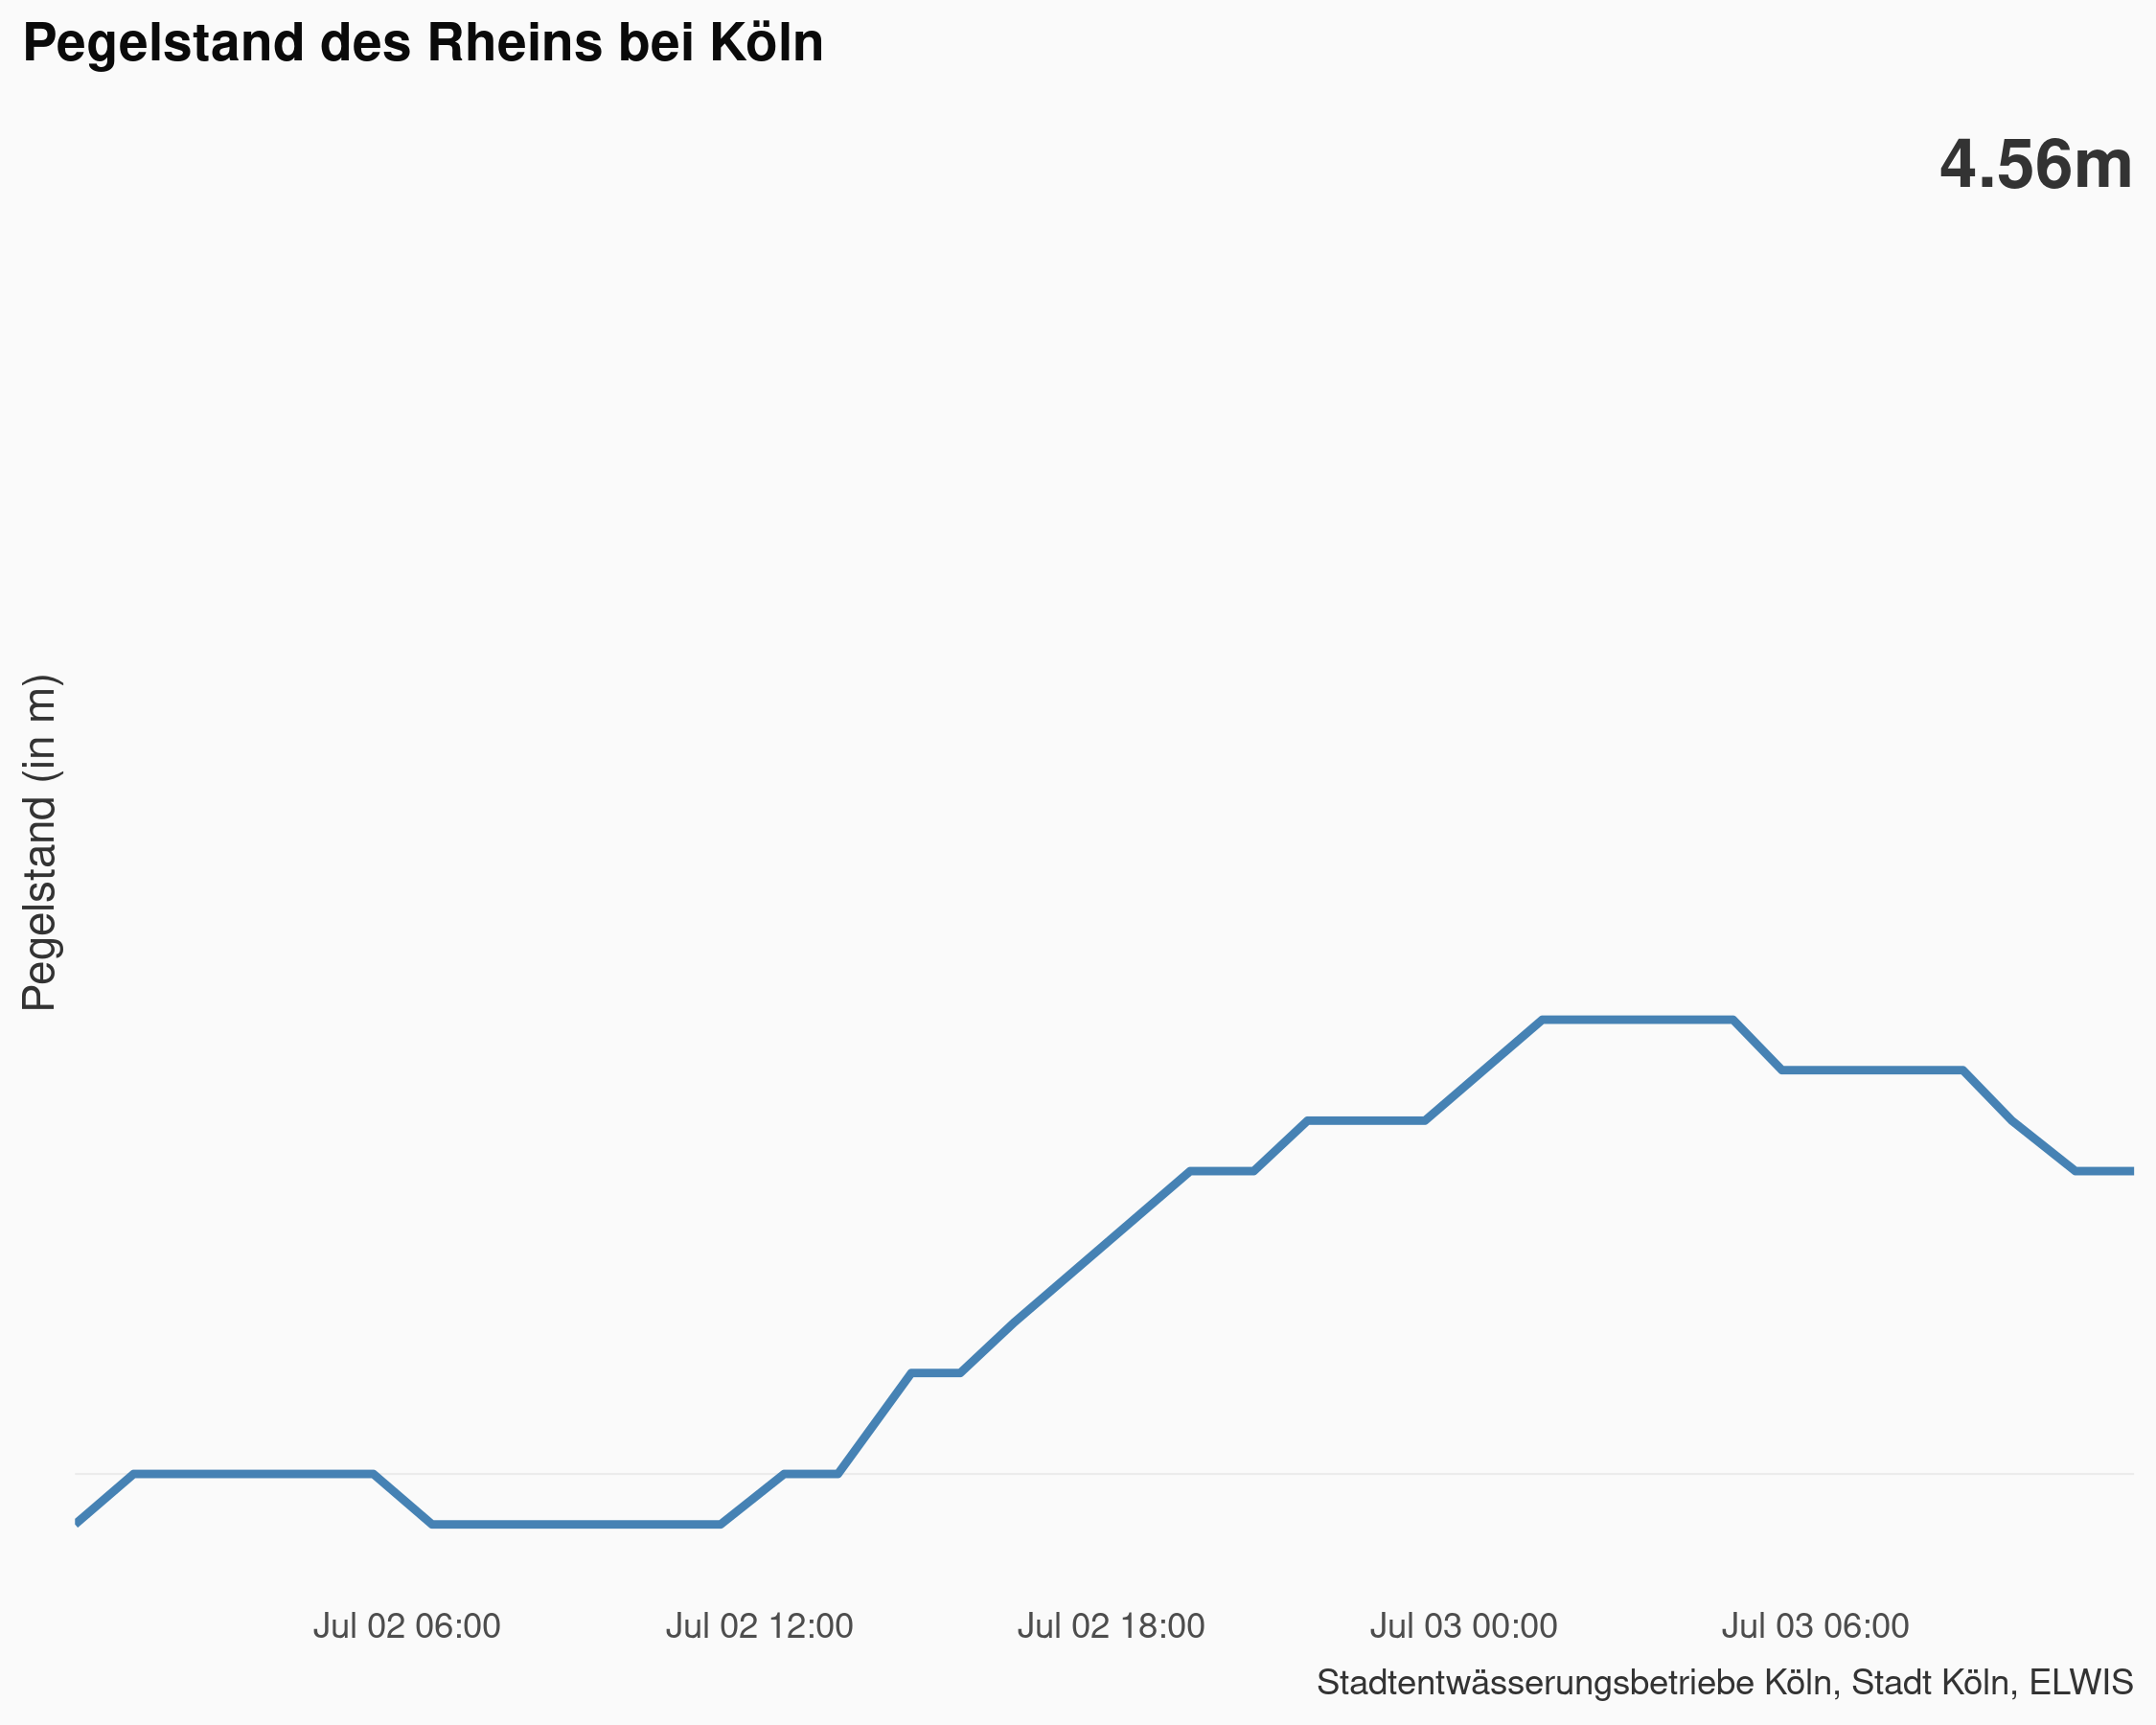 Pegelstand des Rheins bei Köln
4.56m
Pegelstand (in m)
Jul 02 06:00
Jul 02 12:00
Jul 02 18:00
Jul 03 00:00
Jul 03 06:00
Stadtentwässerungsbetriebe Köln, Stadt Köln, ELWIS